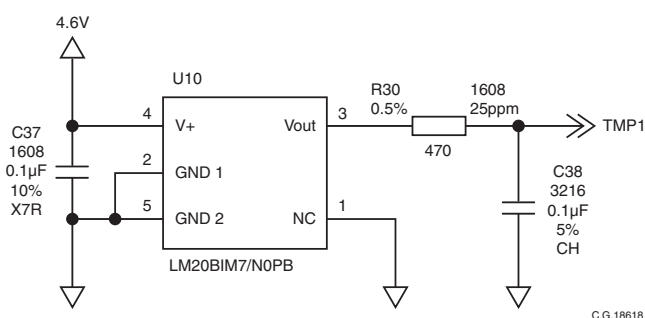 4.6V
U10
C37
1608
0.1µF
10%
X7R
4
V+
2
GND 1
5
GND 2
Vout
3
NC
1
LM20BIM7/N0PB
R30
0.5%
1608
25ppm
470
TMP1
C38
3216
0.1µF
5%
CH
C.G.18618